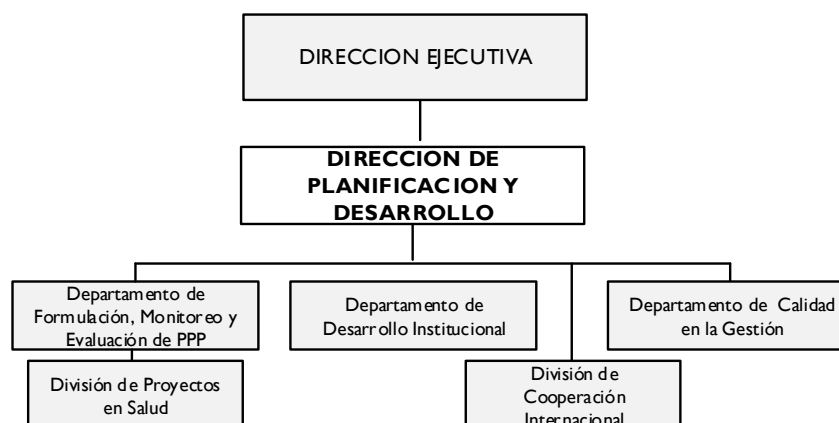 DIRECCION EJECUTIVA
DIRECCION DE
PLANIFICACION Y
DESARROLLO
Departamento de
Formulación, Monitoreo y
Evaluación de PPP
Departamento de
Desarrollo Institucional
Departamento de Calidad
en la Gestión
División de Proyectos
en Salud
División de
Cooperación
Internacional